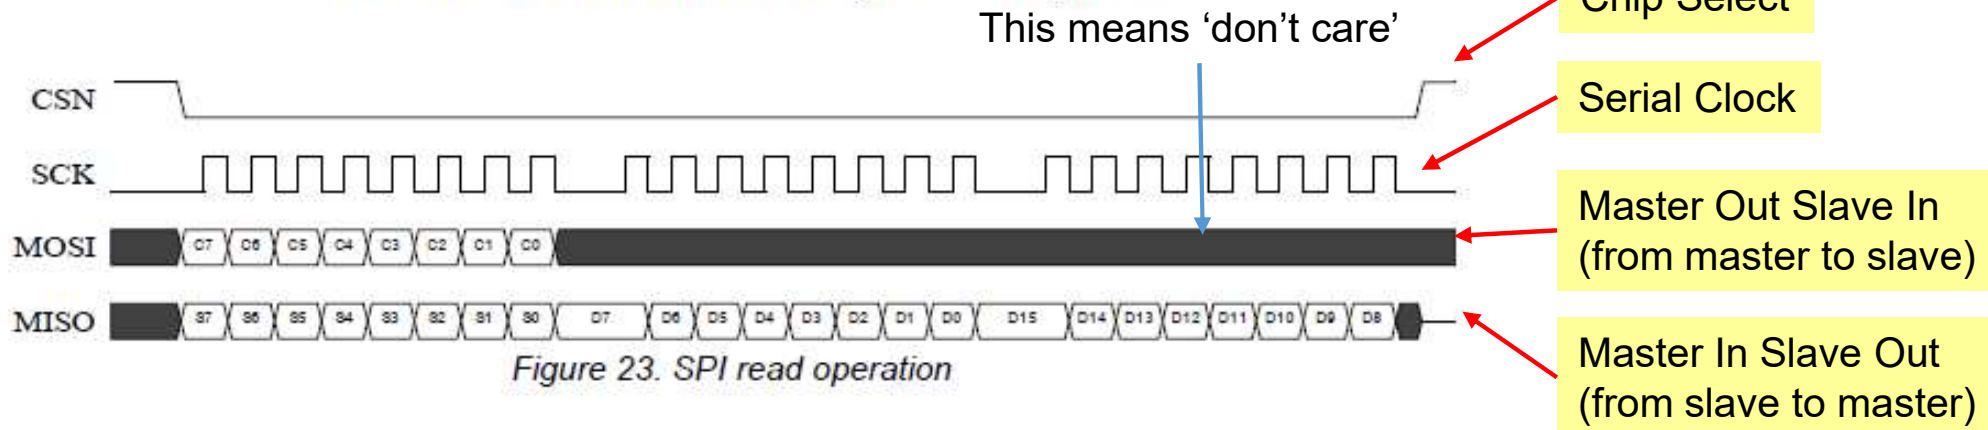 This means ‘don’t care’
Chip Select
CSN
Serial Clock
SCK
Master Out Slave In
(from master to slave)
MOSI C7 C6 C5 C4 C3 C2 C1 C0
MISO S7 S6 S5 S4 S3 S2 S1 S0 D7 D6 D5 D4 D3 D2 D1 D0 D15 D14 D13 D12 D11 D10 D9 D8
Figure 23. SPI read operation
Master In Slave Out
(from slave to master)